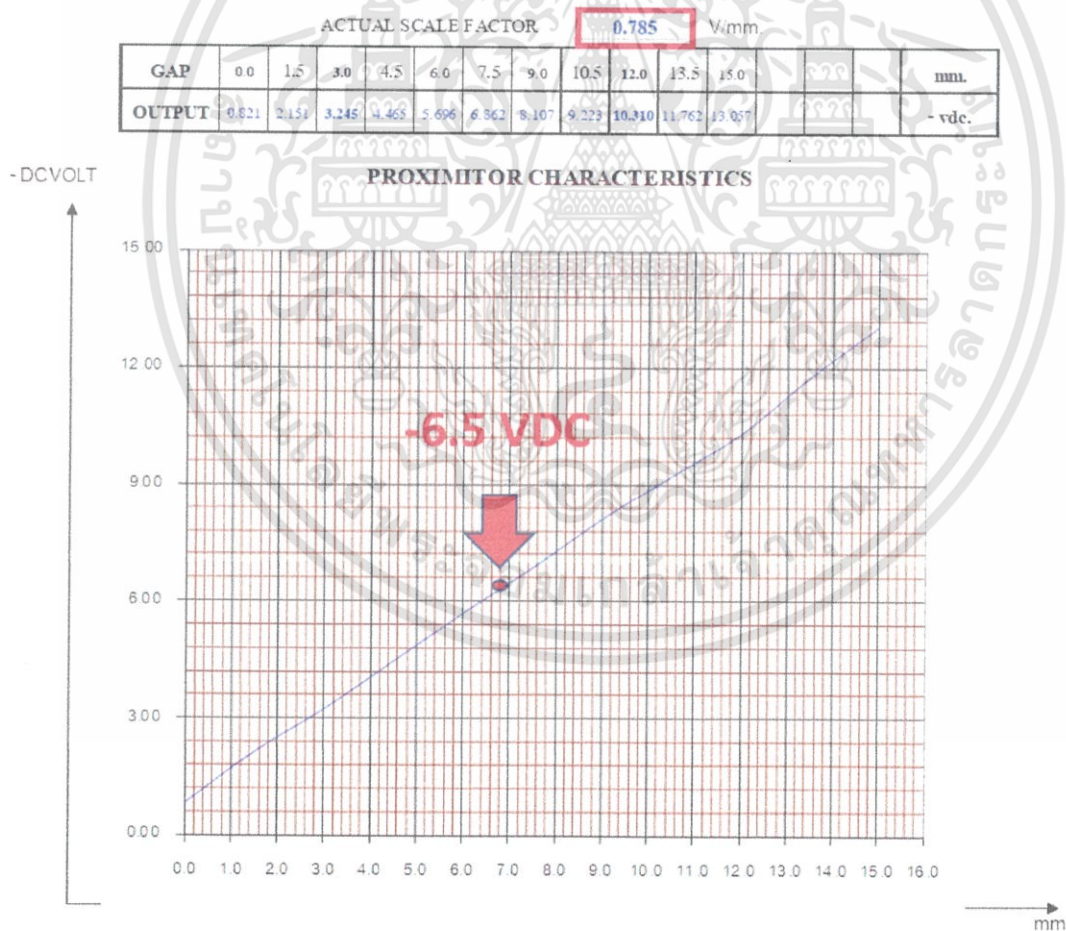 ACTUAL SCALE FACTOR 0.785 V/mm.
GAP 0.0 1.5 3.0 4.5 6.0 7.5 9.0 10.5 12.0 13.5 15.0 mm.
OUTPUT 0.821 2.151 3.245 4.465 5.696 6.862 8.107 9.223 10.310 11.762 13.057 - vdc.
-DCVOLT
PROXIMITOR CHARACTERISTICS
15.00
12.00
-6.5 VDC
9.00
6.00
3.00
0.00
0.0 1.0 2.0 3.0 4.0 5.0 6.0 7.0 8.0 9.0 10.0 11.0 12.0 13.0 14.0 15.0 16.0
mm